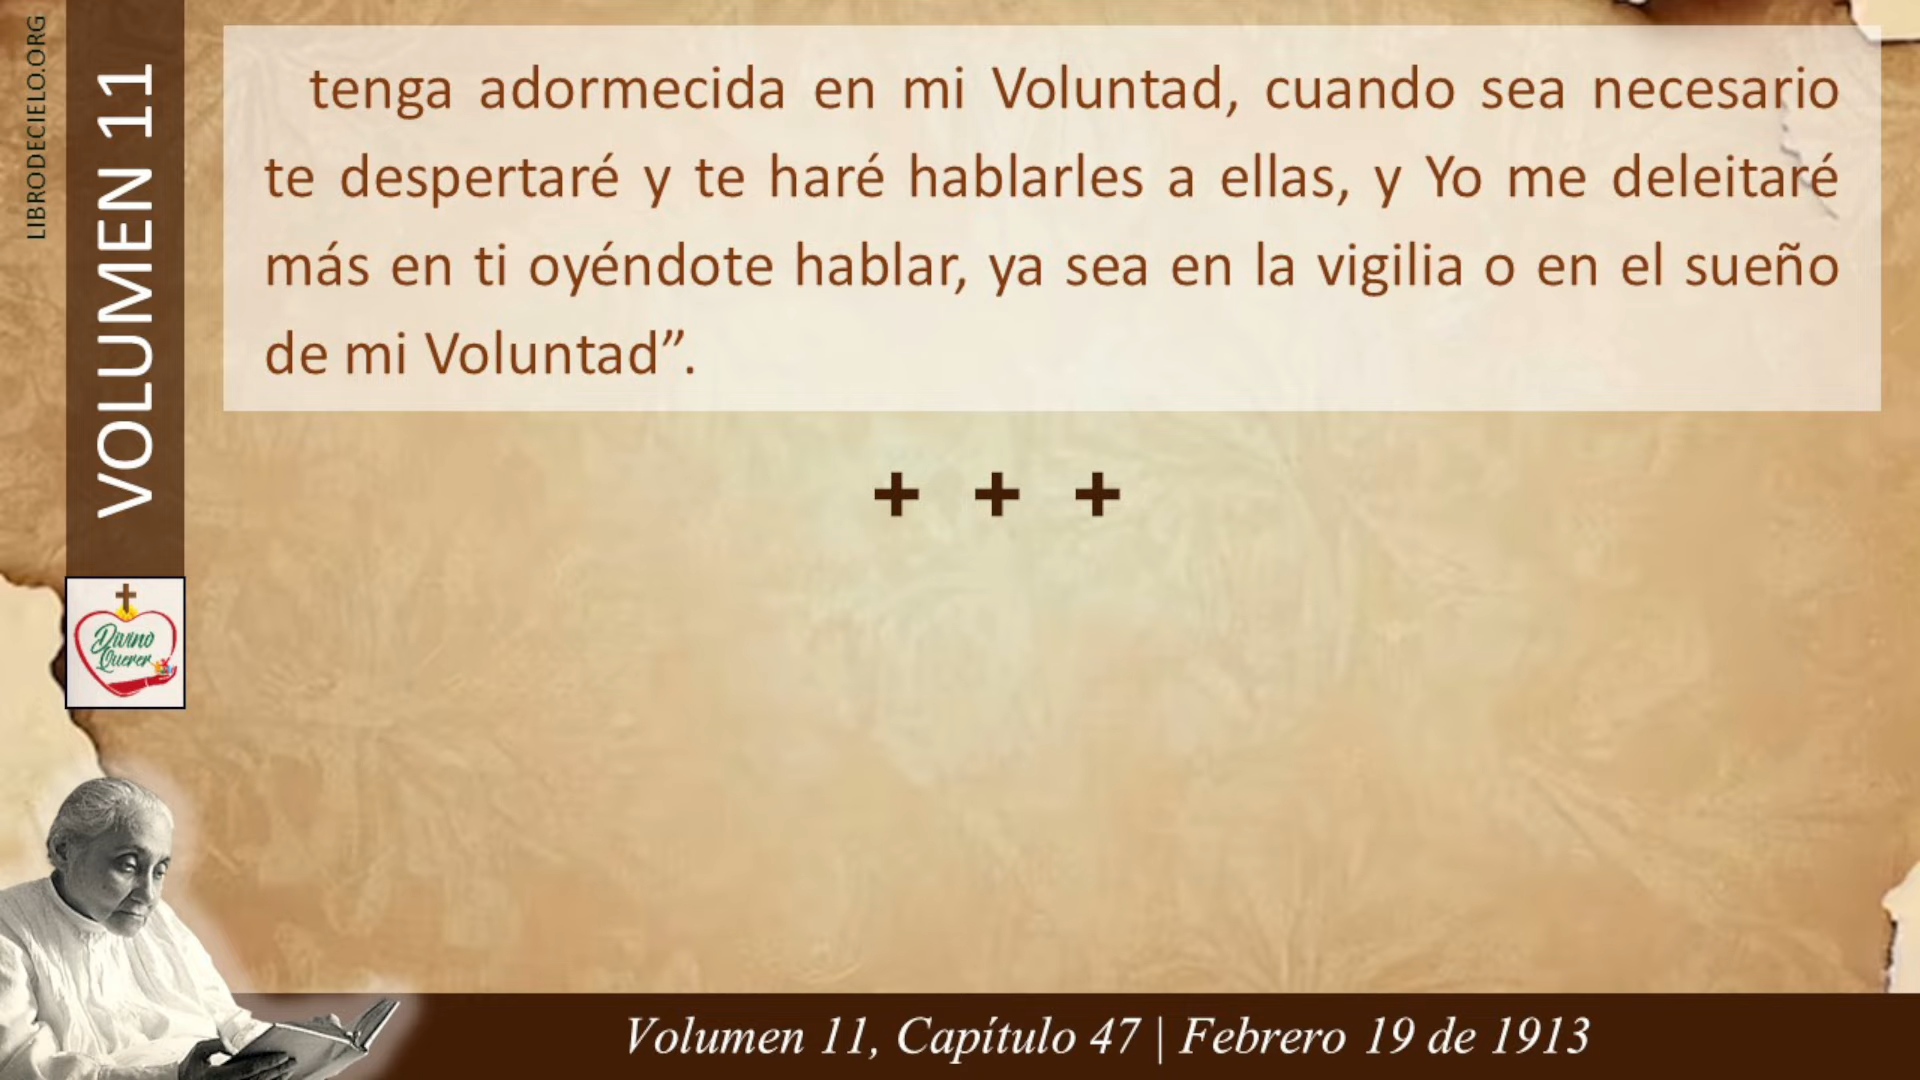 LIBRODECIELO.ORG
VOLUMEN 11
tenga adormecida en mi Voluntad, cuando sea necesario
te despertaré y te haré hablarles a ellas, y Yo me deleitaré
más en ti oyéndote hablar, ya sea en la vigilia o en el sueño
de mi Voluntad”.
+ + +
Divino
Querer
Volumen 11, Capítulo 47 | Febrero 19 de 1913